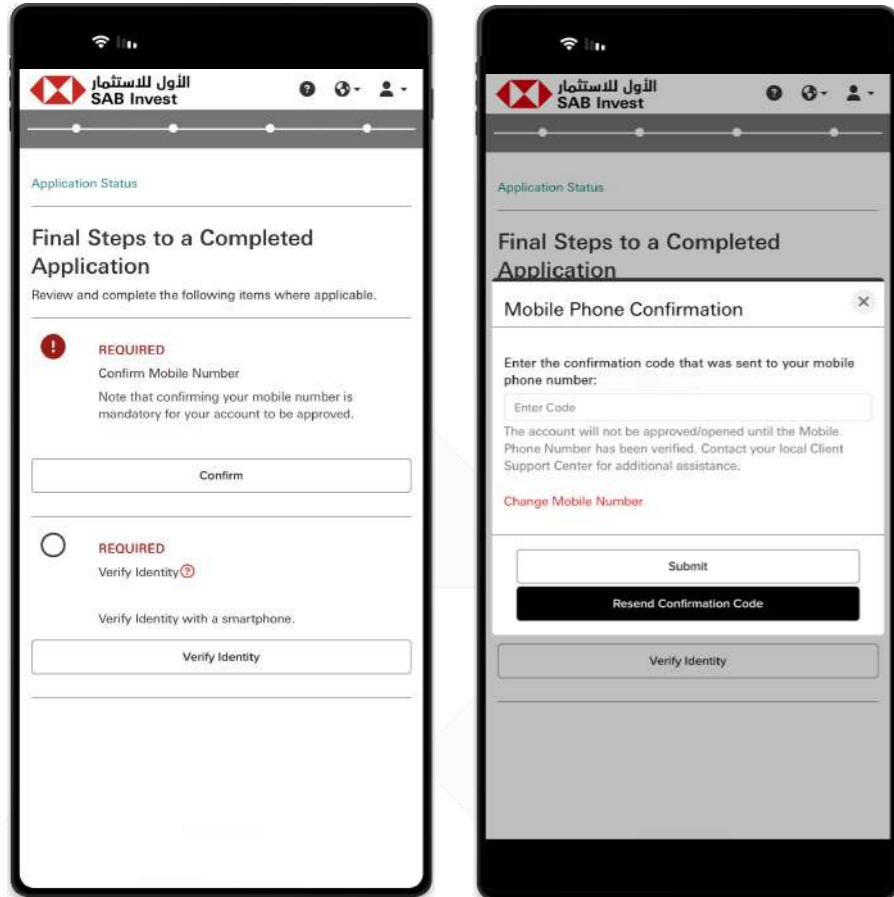 الأول للاستثمار
SAB Invest
Application Status
Final Steps to a Completed
Application
Review and complete the following items where applicable.
REQUIRED
Confirm Mobile Number
Note that confirming your mobile number is
mandatory for your account to be approved.
Confirm
REQUIRED
Verify Identity
Verify Identity with a smartphone.
Verify Identity
الأول للاستثمار
SAB Invest
Application Status
Final Steps to a Completed
Application
Mobile Phone Confirmation
Enter the confirmation code that was sent to your mobile
phone number:
Enter Code
The account will not be approved/opened until the Mobile
Phone Number has been verified. Contact your local Client
Support Center for additional assistance.
Change Mobile Number
Submit
Resend Confirmation Code
Verify Identity